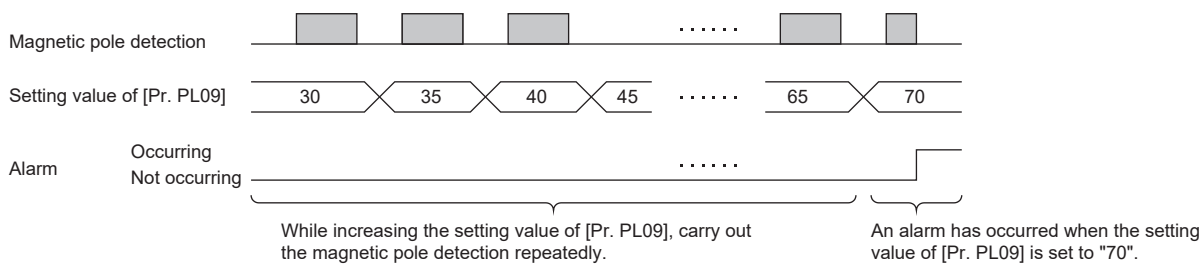 Magnetic pole detection
······
Setting value of [Pr. PL09]
30 35 40 45 ······ 65 70
Alarm
Occurring
Not occurring
······
While increasing the setting value of [Pr. PL09], carry out
the magnetic pole detection repeatedly.
An alarm has occurred when the setting
value of [Pr. PL09] is set to "70".